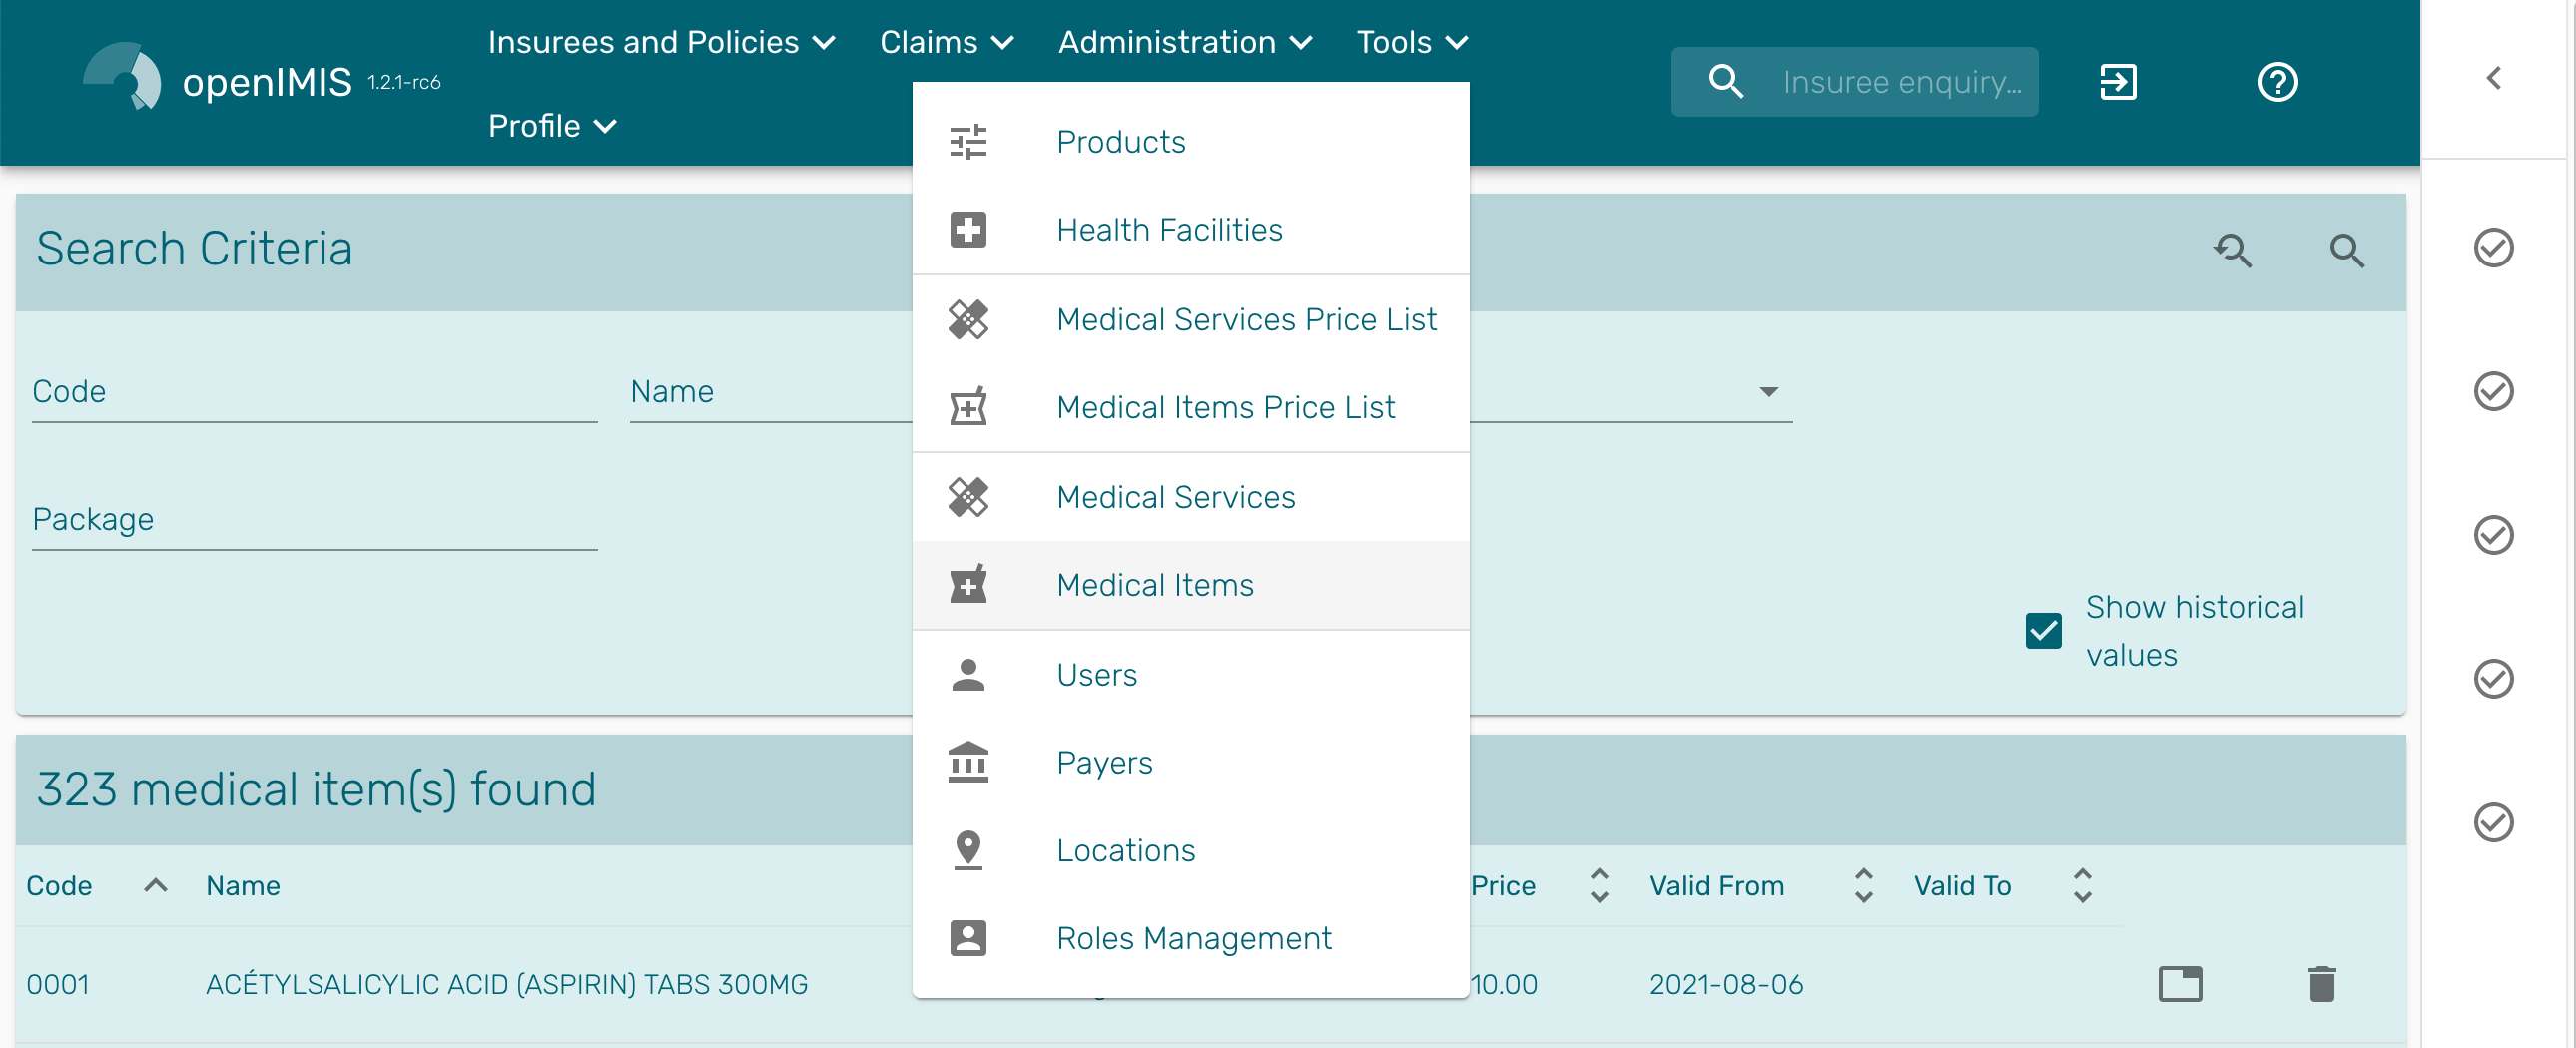 openIMIS 1.2.1-rc6
Insurees and Policies
Claims
Administration
Tools
Profile
Insuree enquiry...
Products
Health Facilities
Medical Services Price List
Medical Items Price List
Medical Services
Medical Items
Users
Payers
Locations
Roles Management
Search Criteria
Code
Name
Package
Show historical
values
323 medical item(s) found
Code Name Price Valid From Valid To
0001 ACÉTYLSALICYLIC ACID (ASPIRIN) TABS 300MG 10.00 2021-08-06